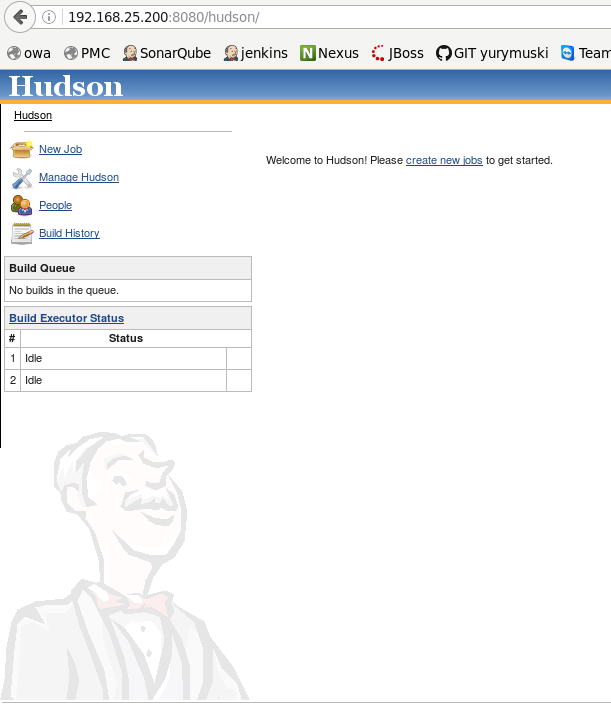 192.168.25.200:8080/hudson/
owa PMC SonarQube jenkins Nexus JBoss GIT yurymuski Team
Hudson
Hudson
New Job
Manage Hudson
People
Build History
Welcome to Hudson! Please create new jobs to get started.
Build Queue
No builds in the queue.
Build Executor Status
# Status
1 Idle
2 Idle